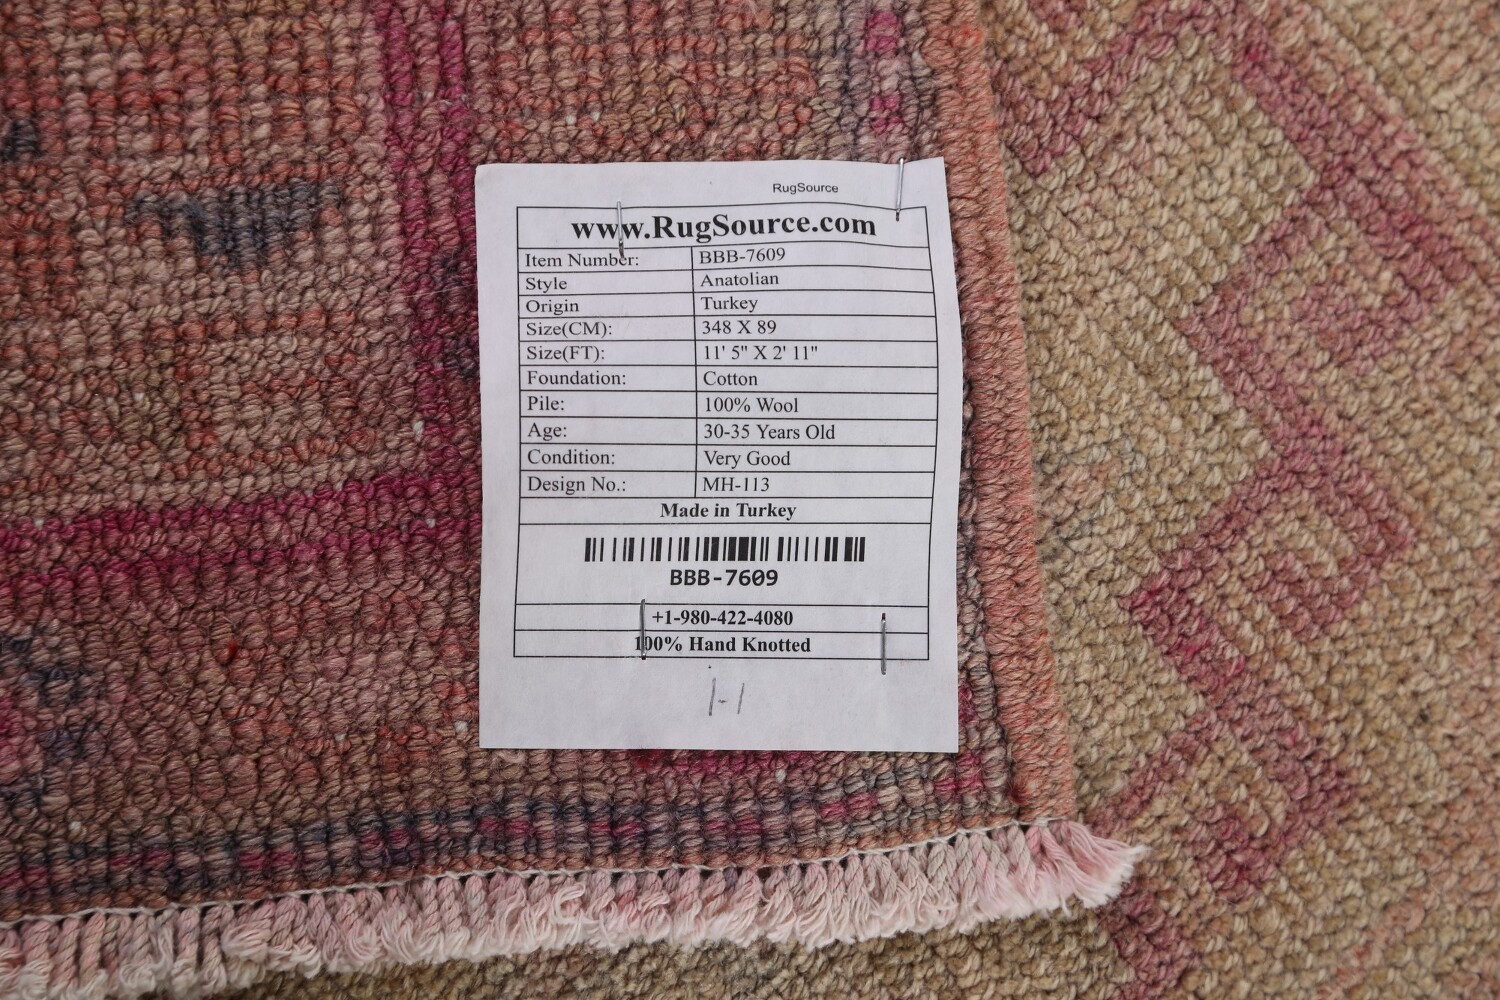 RugSource
www.RugSource.com
Item Number: BBB-7609
Style Anatolian
Origin Turkey
Size(CM): 348 X 89
Size(FT): 11' 5" X 2' 11"
Foundation: Cotton
Pile: 100% Wool
Age: 30-35 Years Old
Condition: Very Good
Design No.: MH-113
Made in Turkey
BBB-7609
+1-980-422-4080
100% Hand Knotted
1-1